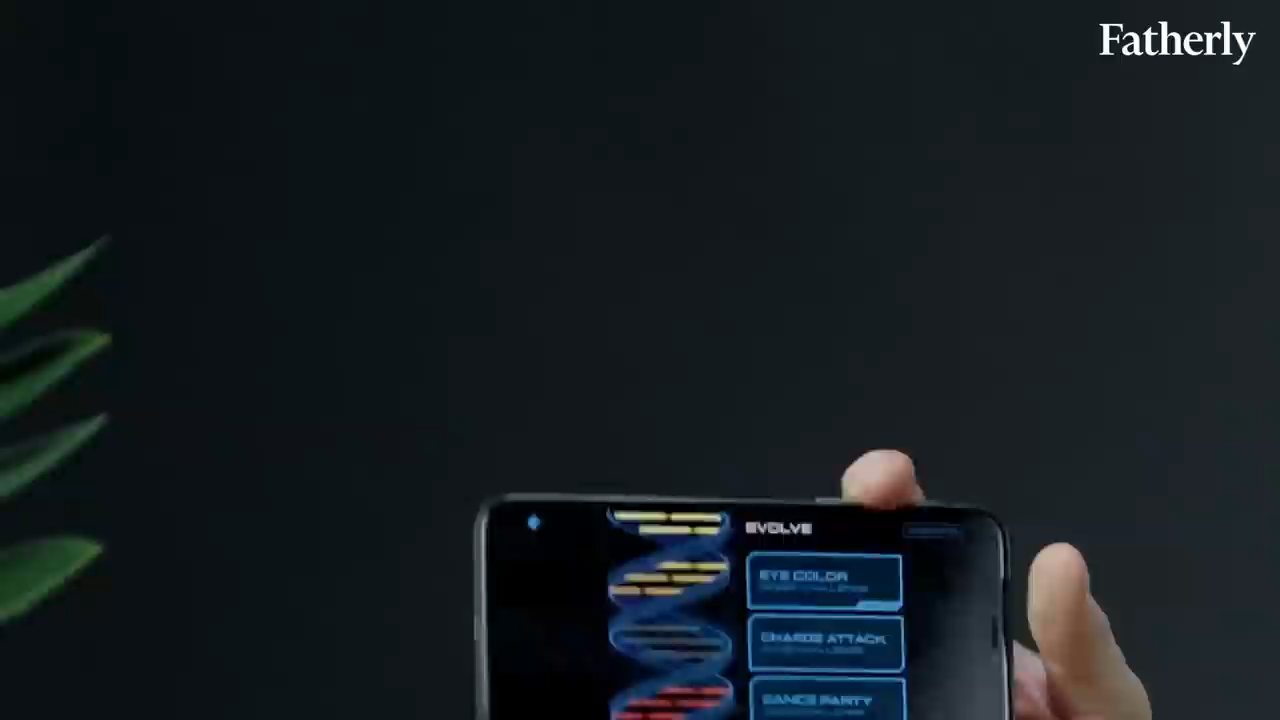 Fatherly
EVOLVE
EYE COLOR
CHARGE ATTACK
DANCE PARTY